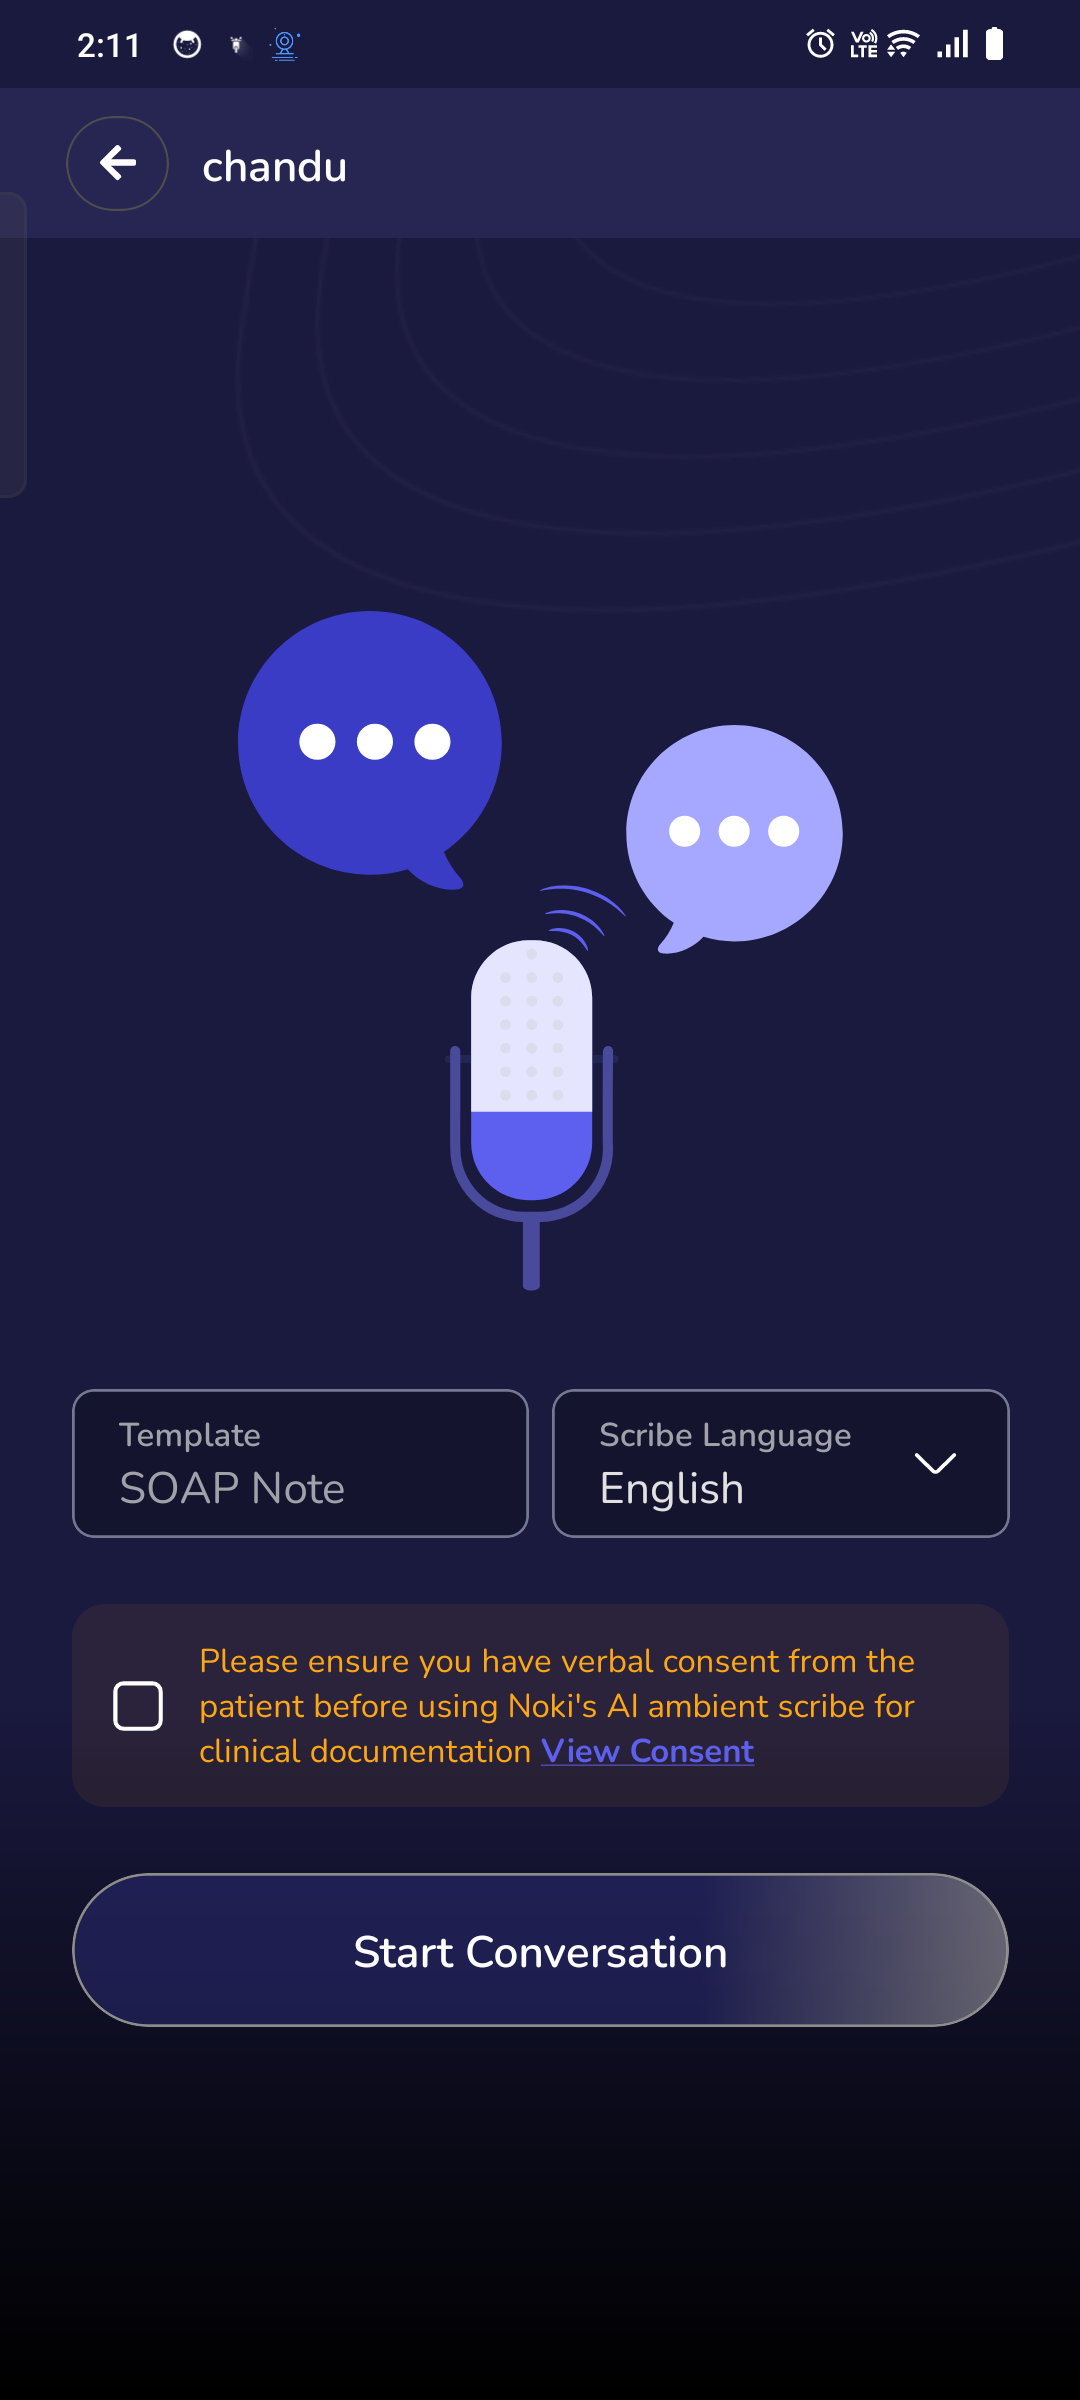 2:11
Vo LTE
chandu
Template
SOAP Note
Scribe Language
English
Please ensure you have verbal consent from the
patient before using Noki's AI ambient scribe for
clinical documentation View Consent
Start Conversation